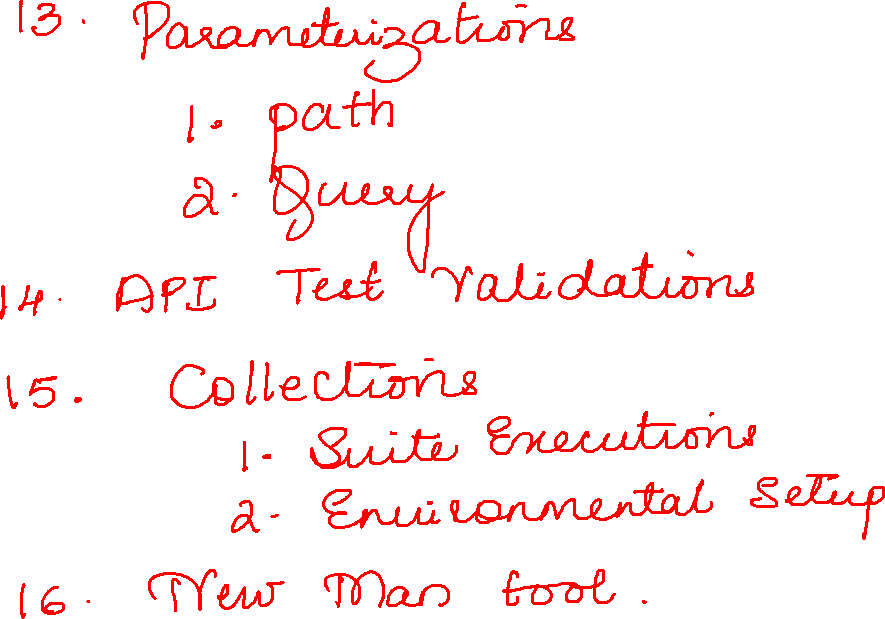 13. Parameterizations
1. path
2. Query
14. API Test Validations
15. Collections
1. Suite Executions
2. Environmental Setup
16. New Man tool.